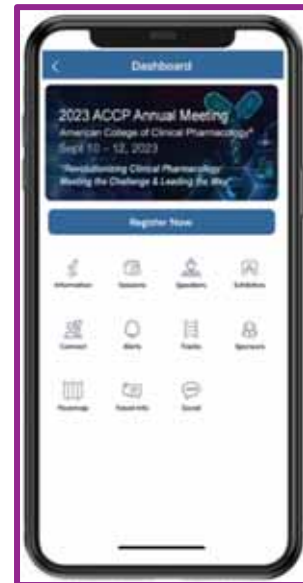 Dashboard
2023 ACCP Annual Meeting
American College of Clinical Pharmacology®
Sept 10 - 12, 2023
"Revolutionizing Clinical Pharmacology:
Meeting the Challenge & Leading the Way"
Register Now
Information Sessions Speakers Exhibitors
Connect Alerts Tracks Sponsors
Floormap Travel Info Social